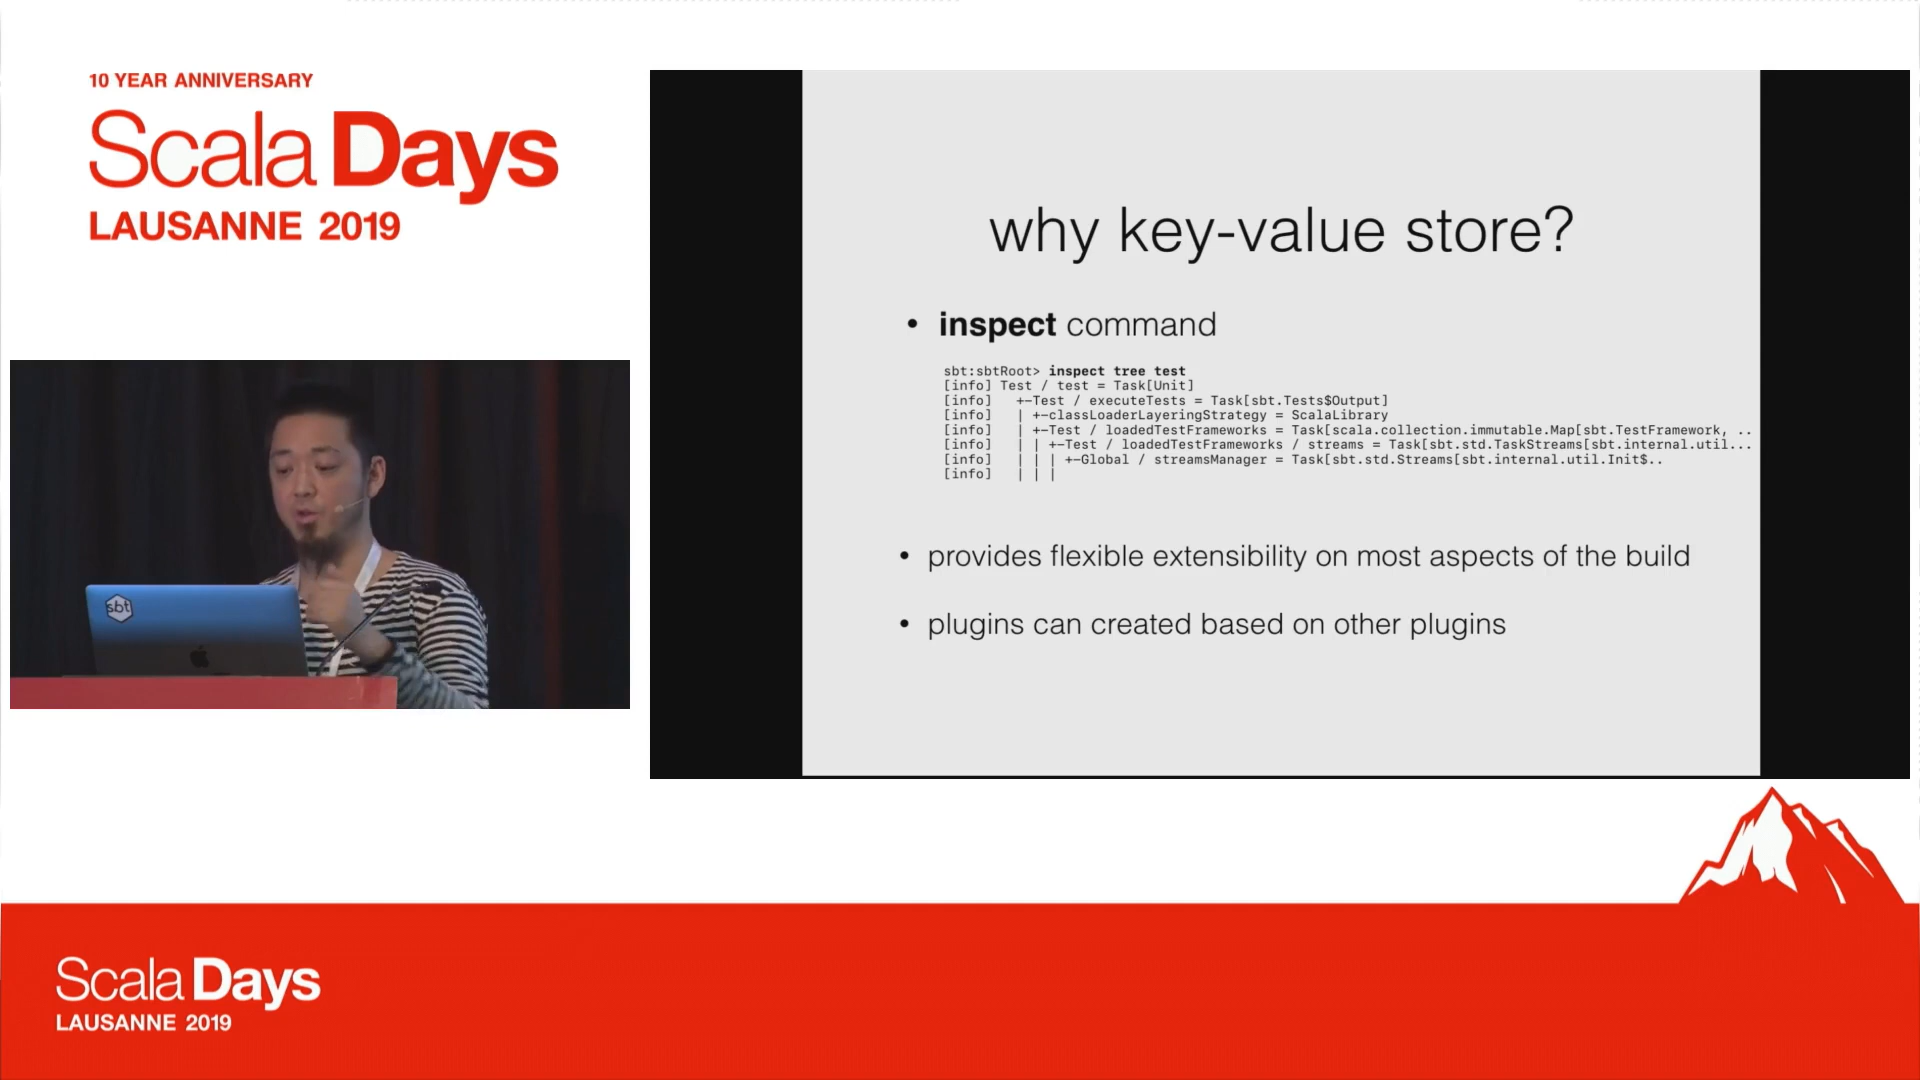 10 YEAR ANNIVERSARY
Scala Days
LAUSANNE 2019
sbt
why key-value store?
• inspect command
sbt:sbtRoot> inspect tree test
[info] Test / test = Task[Unit]
[info]   +-Test / executeTests = Task[sbt.Tests$Output]
[info]   | +-classLoaderLayeringStrategy = ScalaLibrary
[info]   | +-Test / loadedTestFrameworks = Task[scala.collection.immutable.Map[sbt.TestFramework, ..
[info]   | | +-Test / loadedTestFrameworks / streams = Task[sbt.std.TaskStreams[sbt.internal.util...
[info]   | | | +-Global / streamsManager = Task[sbt.std.Streams[sbt.internal.util.Init$..
[info]   | | |
• provides flexible extensibility on most aspects of the build
• plugins can created based on other plugins
Scala Days
LAUSANNE 2019